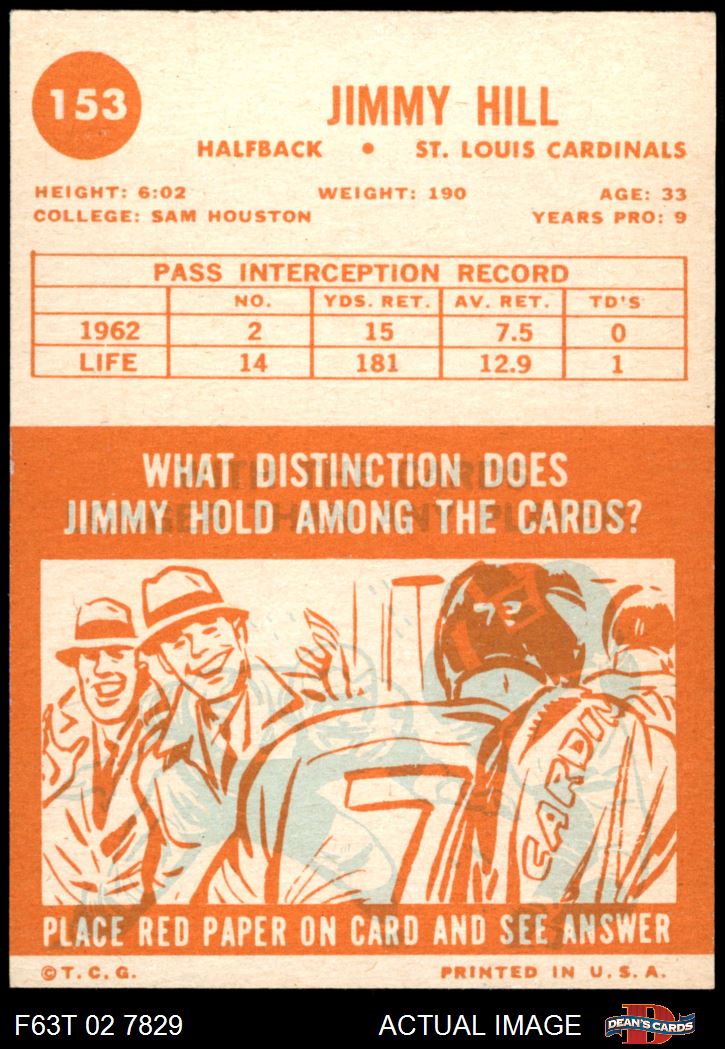 153
JIMMY HILL
HALFBACK • ST. LOUIS CARDINALS
HEIGHT: 6:02 WEIGHT: 190 AGE: 33
COLLEGE: SAM HOUSTON YEARS PRO: 9
PASS INTERCEPTION RECORD
NO. YDS. RET. AV. RET. TD'S
1962 2 15 7.5 0
LIFE 14 181 12.9 1
WHAT DISTINCTION DOES
JIMMY HOLD AMONG THE CARDS?
7
CARDIN
PLACE RED PAPER ON CARD AND SEE ANSWER
© T.C.G. PRINTED IN U.S.A.
F63T 02 7829 ACTUAL IMAGE DEAN'S CARDS